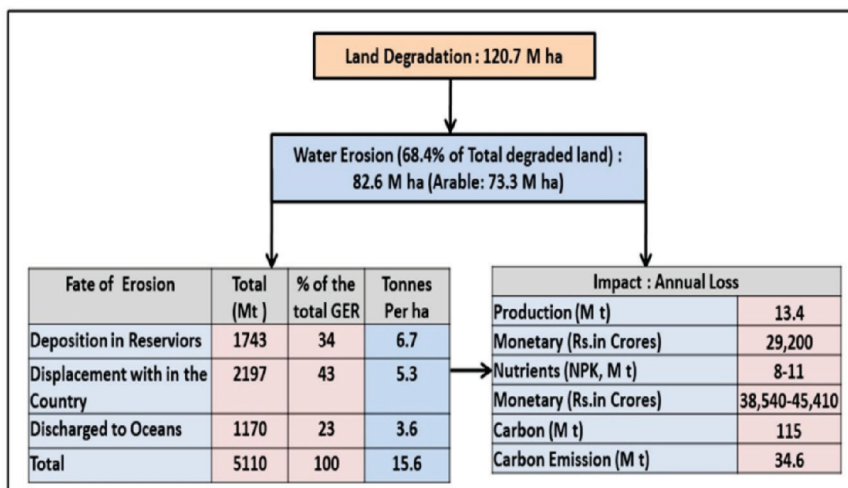 Land Degradation : 120.7 M ha
Water Erosion (68.4% of Total degraded land) :
82.6 M ha (Arable: 73.3 M ha)
Fate of Erosion Total % of the Tonnes
(Mt ) total GER Per ha
Deposition in Reserviors 1743 34 6.7
Displacement with in the 2197 43 5.3
Country
Discharged to Oceans 1170 23 3.6
Total 5110 100 15.6
Impact : Annual Loss
Production (M t) 13.4
Monetary (Rs.in Crores) 29,200
Nutrients (NPK, M t) 8-11
Monetary (Rs.in Crores) 38,540-45,410
Carbon (M t) 115
Carbon Emission (M t) 34.6